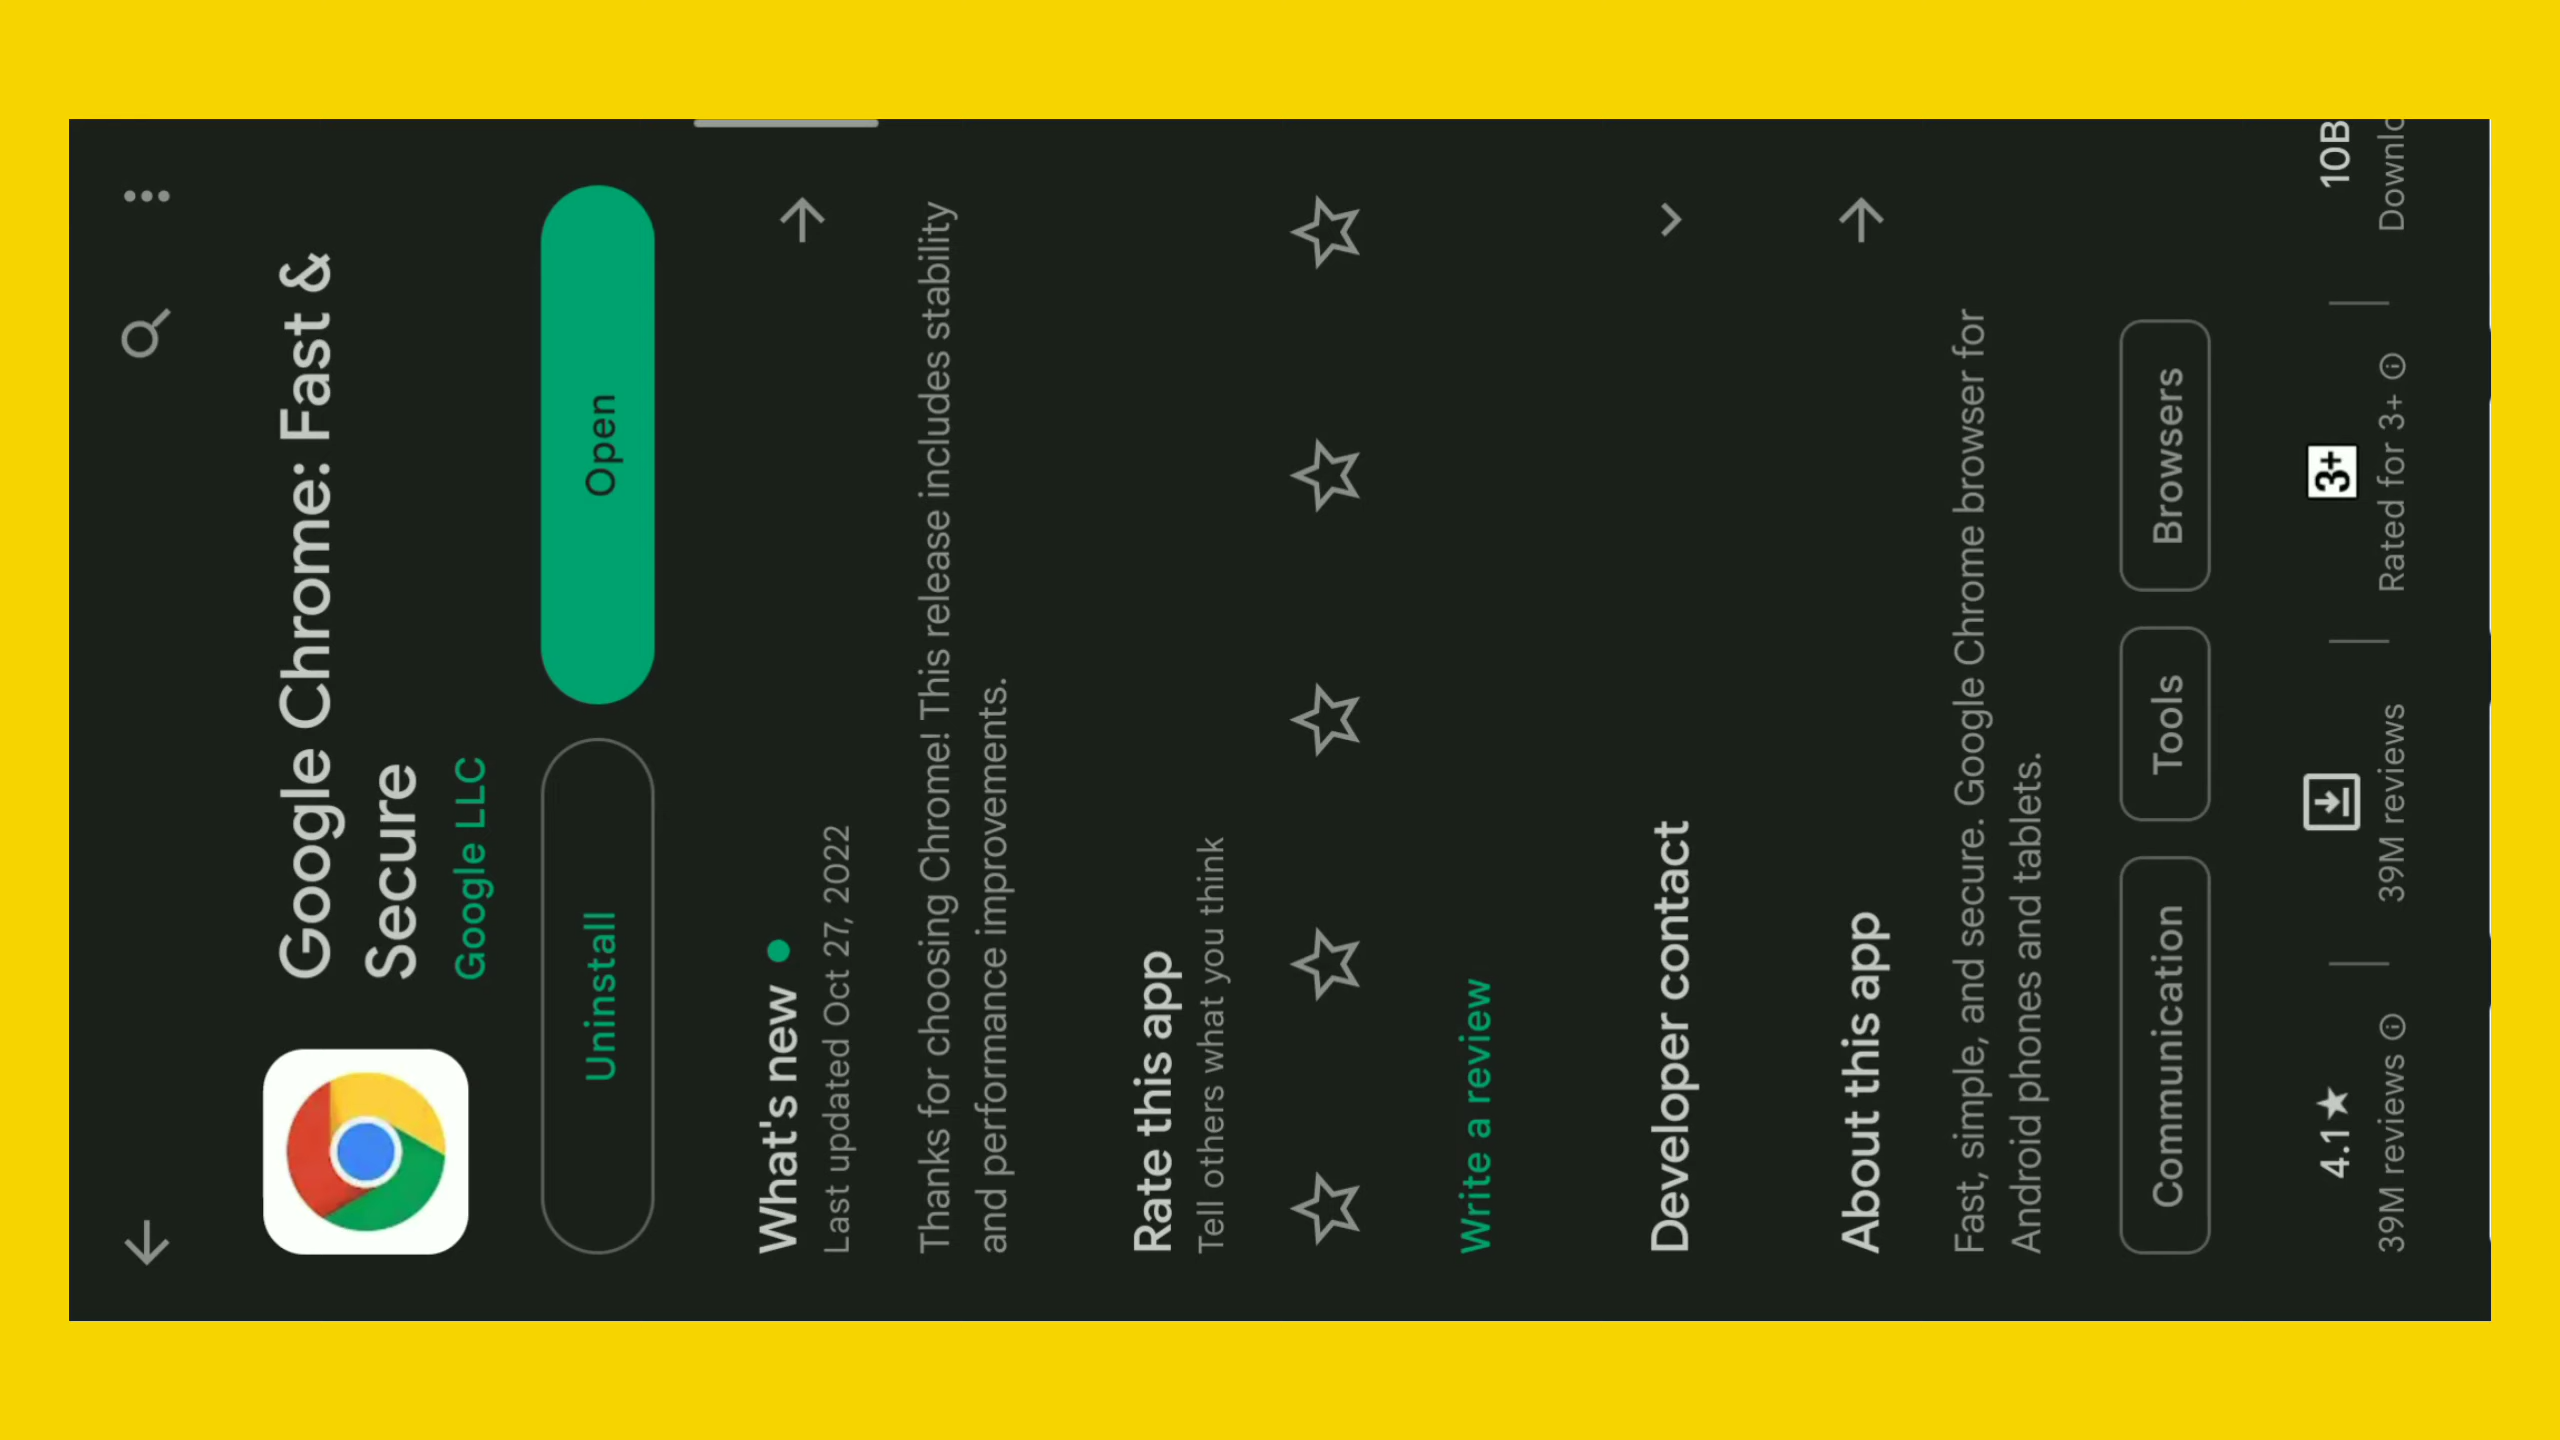 Google Chrome: Fast &
Secure
Google LLC
Uninstall
Open
What's new
Last updated Oct 27, 2022
Thanks for choosing Chrome! This release includes stability
and performance improvements.
Rate this app
Tell others what you think
Write a review
Developer contact
About this app
Fast, simple, and secure. Google Chrome browser for
Android phones and tablets.
Communication
Tools
Browsers
4.1★
39M reviews
39M reviews
3+
Rated for 3+
10B
Downlo